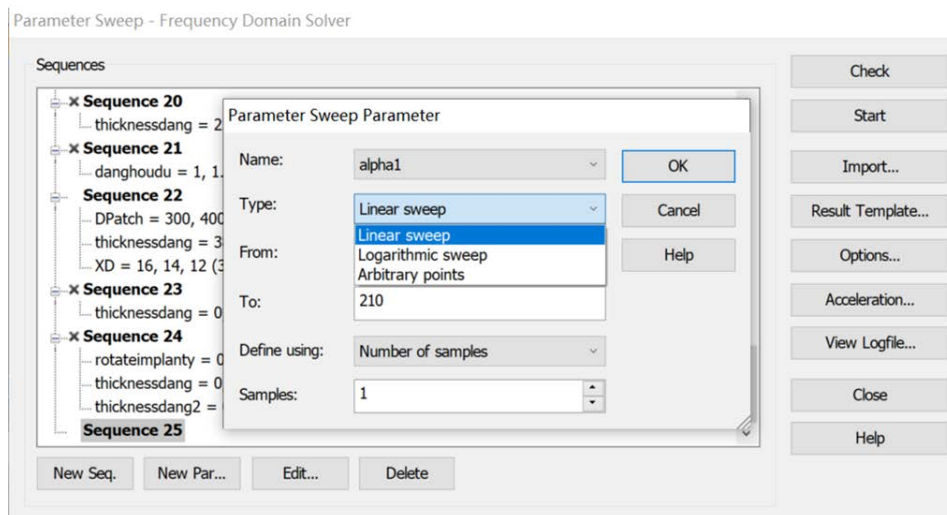 Parameter Sweep - Frequency Domain Solver
Sequences
Sequence 20
thicknessdang = 2
Sequence 21
danghoudu = 1, 1.
Sequence 22
DPatch = 300, 400
thicknessdang = 3
XD = 16, 14, 12 (3
Sequence 23
thicknessdang = 0
Sequence 24
rotateimplanty = 0
thicknessdang = 0
thicknessdang2 =
Sequence 25
New Seq.
New Par...
Edit...
Delete
Parameter Sweep Parameter
Name:
alpha1
Type:
Linear sweep
Linear sweep
Logarithmic sweep
Arbitrary points
From:
To:
210
Define using:
Number of samples
Samples:
1
OK
Cancel
Help
Check
Start
Import...
Result Template...
Options...
Acceleration...
View Logfile...
Close
Help